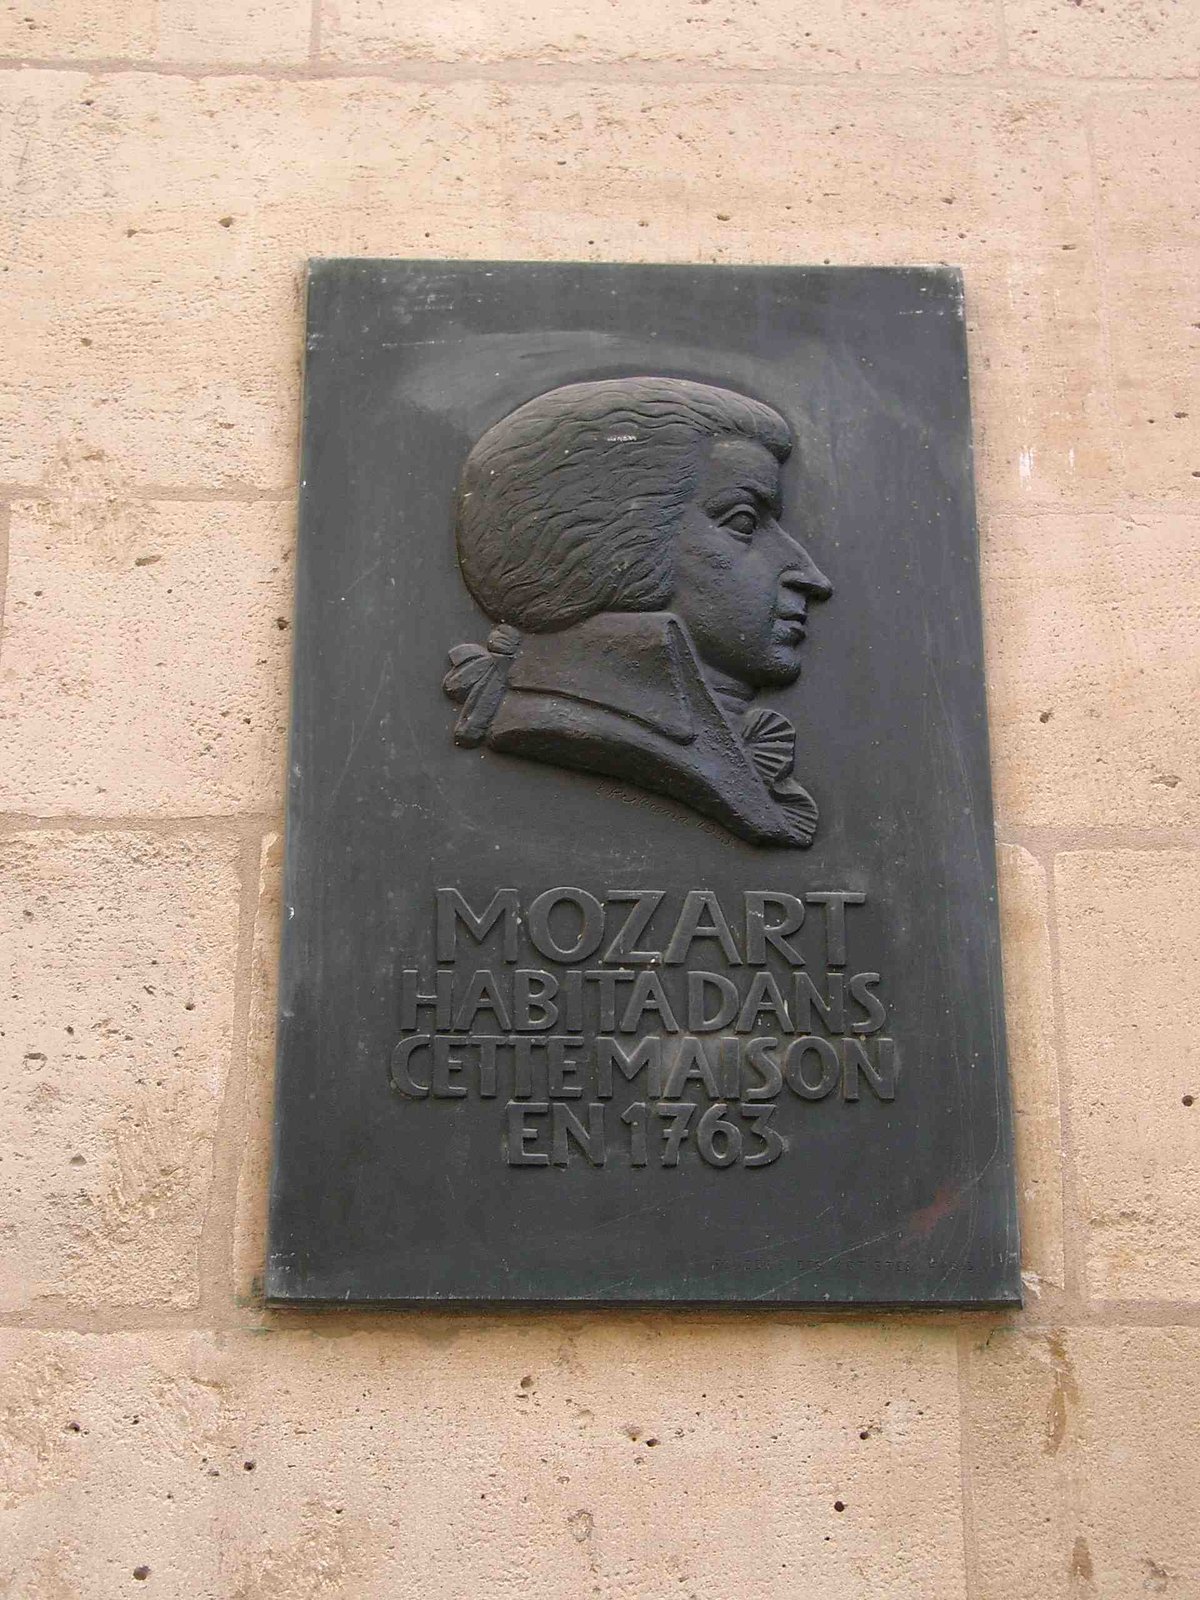 MOZART
HABITA DANS
CETTE MAISON
EN 1763